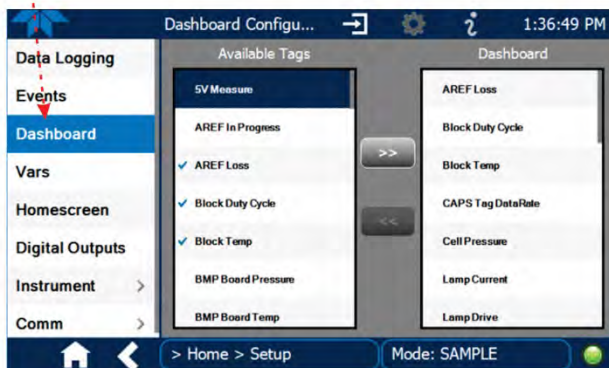 Dashboard Configu...
1:36:49 PM
Data Logging
Events
Dashboard
Vars
Homescreen
Digital Outputs
Instrument >
Comm >
Available Tags
5V Measure
AREF In Progress
AREF Loss
Block Duty Cycle
Block Temp
BMP Board Pressure
BMP Board Temp
>>
<<
Dashboard
AREF Loss
Block Duty Cycle
Block Temp
CAPS Tag DataRate
Cell Pressure
Lamp Current
Lamp Drive
> Home > Setup
Mode: SAMPLE